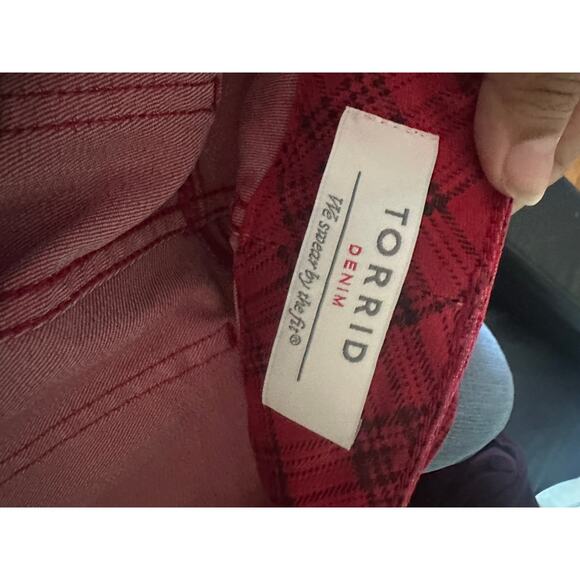 TORRID
DENIM
We swear by the fit®